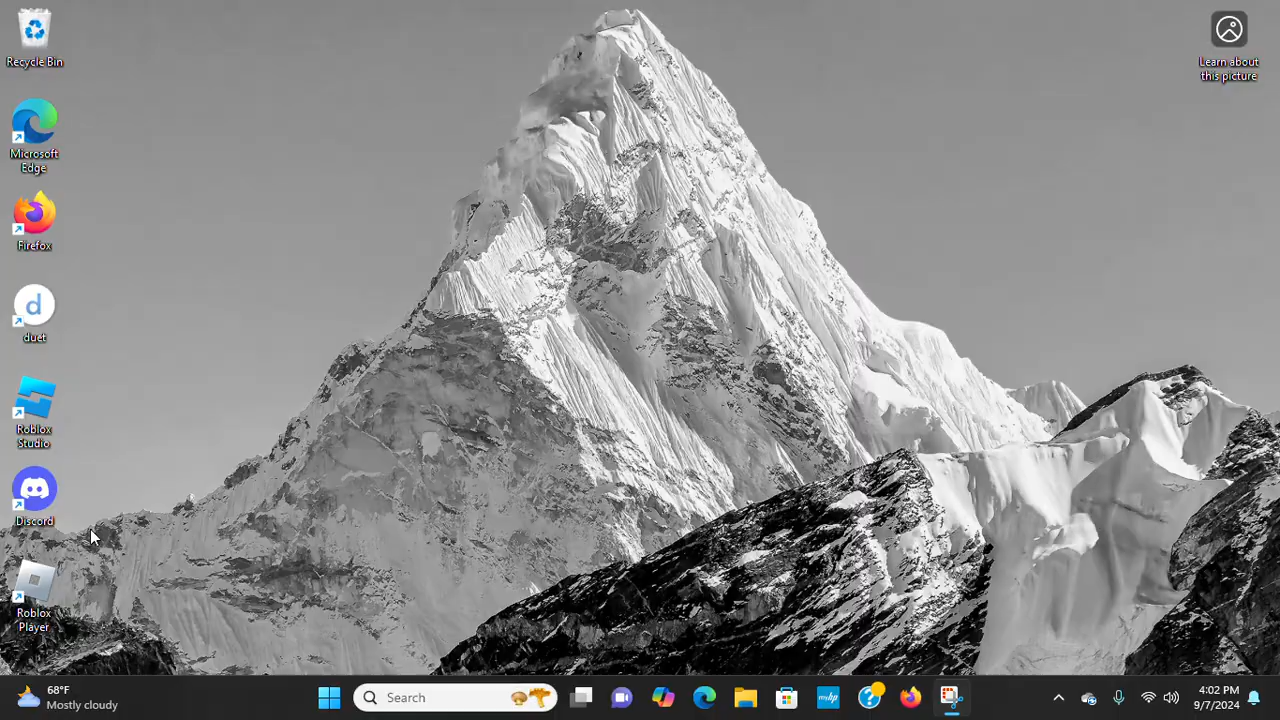 Recycle Bin
Learn about
this picture
Microsoft
Edge
Firefox
d
duet
Roblox
Studio
Discord
Roblox
Player
68°F
Mostly cloudy
Search
myhp
?
4:02 PM
9/7/2024